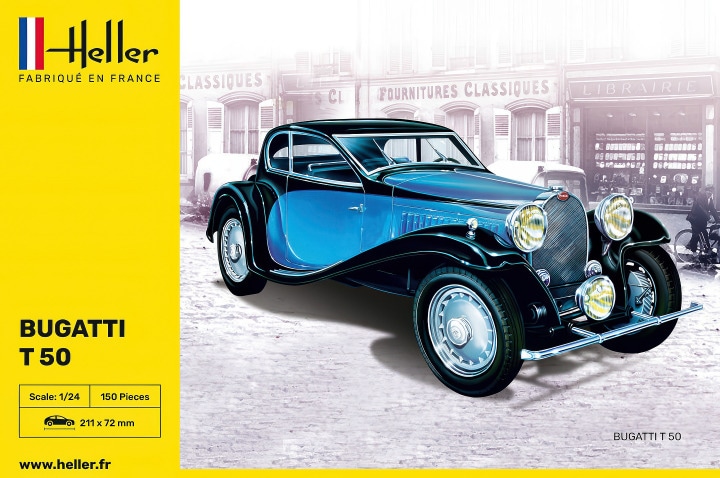 Heller
FABRIQUÉ EN FRANCE
CLASSIQUES
S CL
FOURNITURES CLASSIQUES
LIBRAIRIE
BUGATTI
T 50
Scale: 1/24
150 Pieces
211 x 72 mm
www.heller.fr
BUGATTI T 50